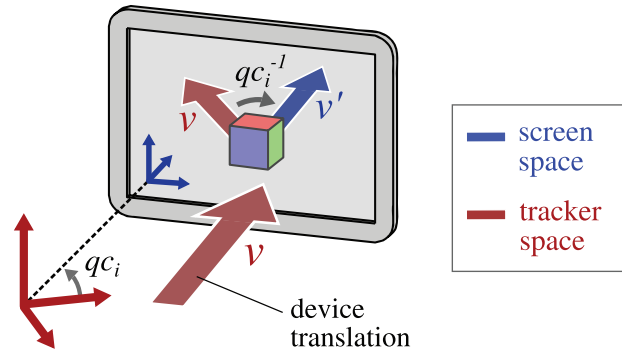 qc_i^{-1}
v
v'
screen
space
tracker
space
qc_i
v
device
translation